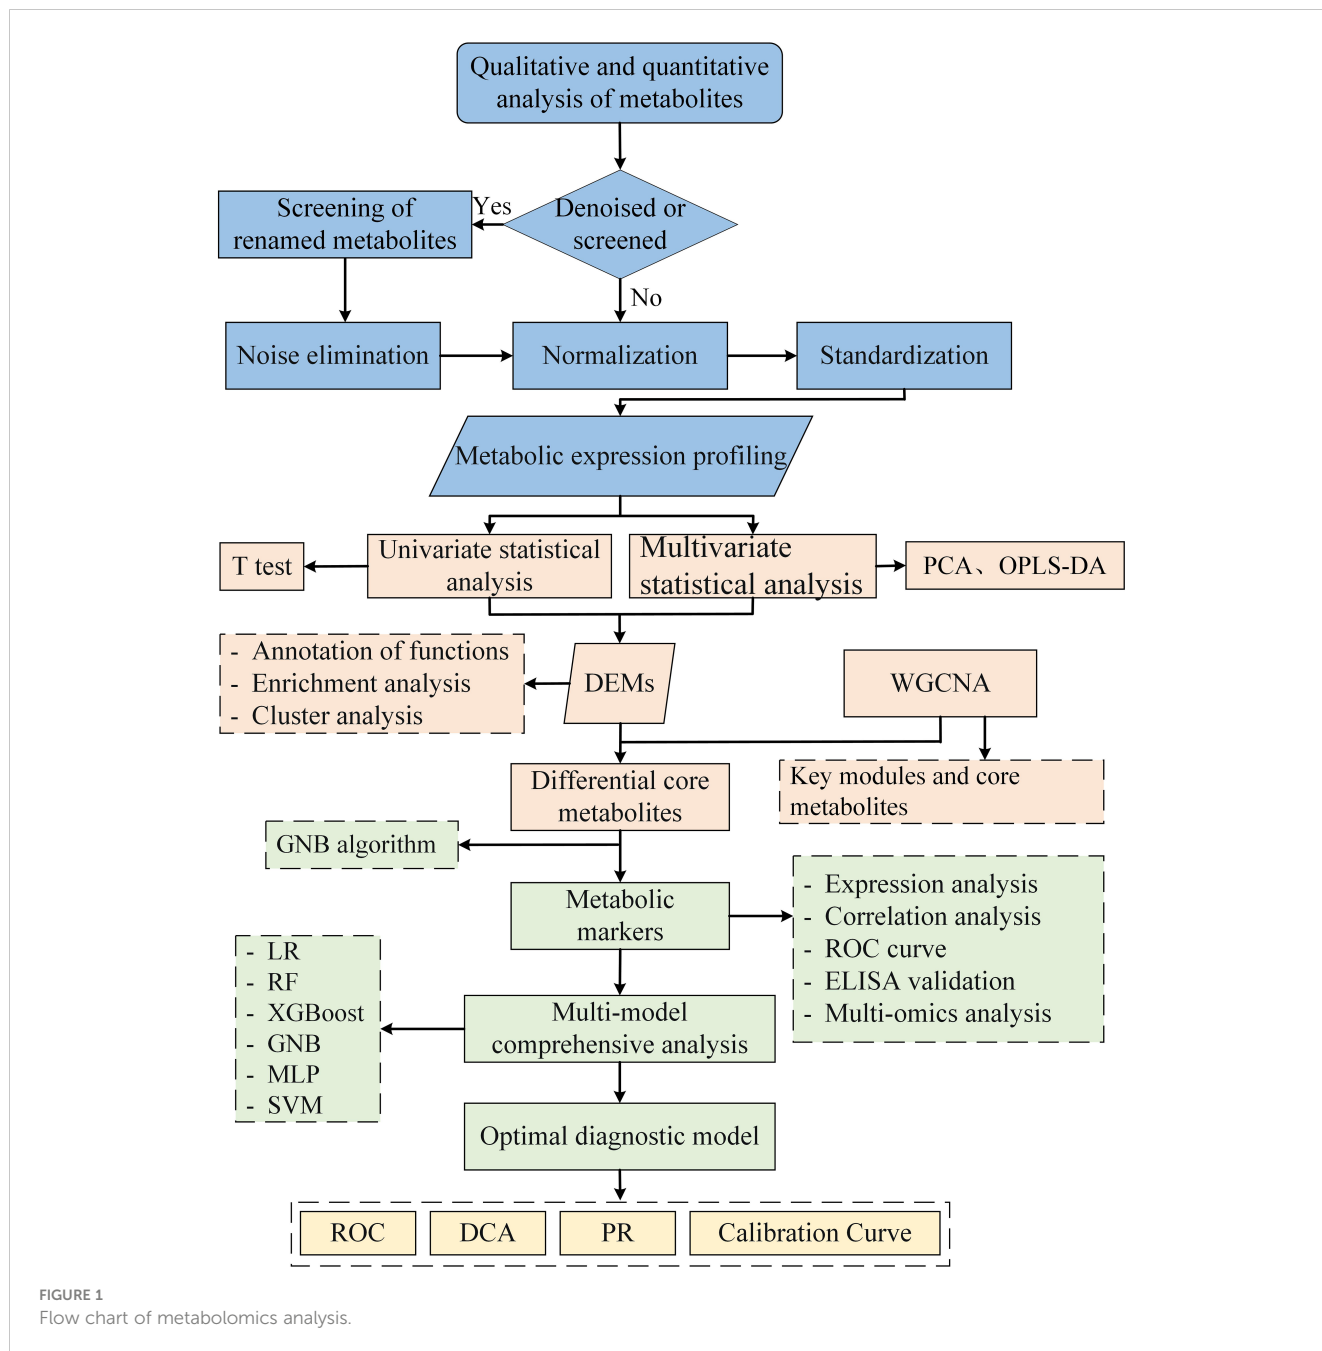 Qualitative and quantitative
analysis of metabolites
Denoised or
screened
Yes
No
Screening of
renamed metabolites
Noise elimination
Normalization
Standardization
Metabolic expression profiling
T test
Univariate statistical
analysis
Multivariate
statistical analysis
PCA、OPLS-DA
- Annotation of functions
- Enrichment analysis
- Cluster analysis
DEMs
WGCNA
Differential core
metabolites
Key modules and core
metabolites
GNB algorithm
Metabolic
markers
- Expression analysis
- Correlation analysis
- ROC curve
- ELISA validation
- Multi-omics analysis
- LR
- RF
- XGBoost
- GNB
- MLP
- SVM
Multi-model
comprehensive analysis
Optimal diagnostic model
ROC
DCA
PR
Calibration Curve
FIGURE 1
Flow chart of metabolomics analysis.